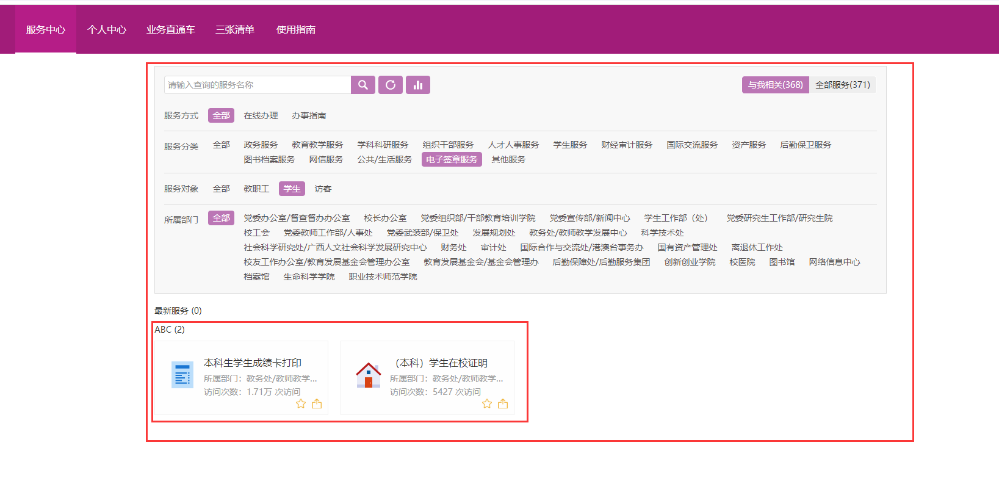 服务中心 个人中心 业务直通车 三张清单 使用指南
请输入查询的服务名称 与我相关(368) 全部服务(371)
服务方式 全部 在线办理 办事指南
服务分类 全部 政务服务 教育教学服务 学科科研服务 组织干部服务 人才人事服务 学生服务 财经审计服务 国际交流服务 资产服务 后勤保卫服务
图书档案服务 网信服务 公共/生活服务 电子签章服务 其他服务
服务对象 全部 教职工 学生 访客
所属部门 全部 党委办公室/督查督办办公室 校长办公室 党委组织部/干部教育培训学院 党委宣传部/新闻中心 学生工作部（处） 党委研究生工作部/研究生院
校工会 党委教师工作部/人事处 党委武装部/保卫处 发展规划处 教务处/教师教学发展中心 科学技术处
社会科学研究处/广西人文社会科学发展研究中心 财务处 审计处 国际合作与交流处/港澳台事务办 国有资产管理处 离退休工作处
校友工作办公室/教育发展基金会管理办公室 教育发展基金会/基金会管理办 后勤保障处/后勤服务集团 创新创业学院 校医院 图书馆 网络信息中心
档案馆 生命科学学院 职业技术师范学院
最新服务 (0)
ABC (2)
本科生学生成绩卡打印 （本科）学生在校证明
所属部门：教务处/教师教学... 所属部门：教务处/教师教学...
访问次数：1.71万 次访问 访问次数：5427 次访问